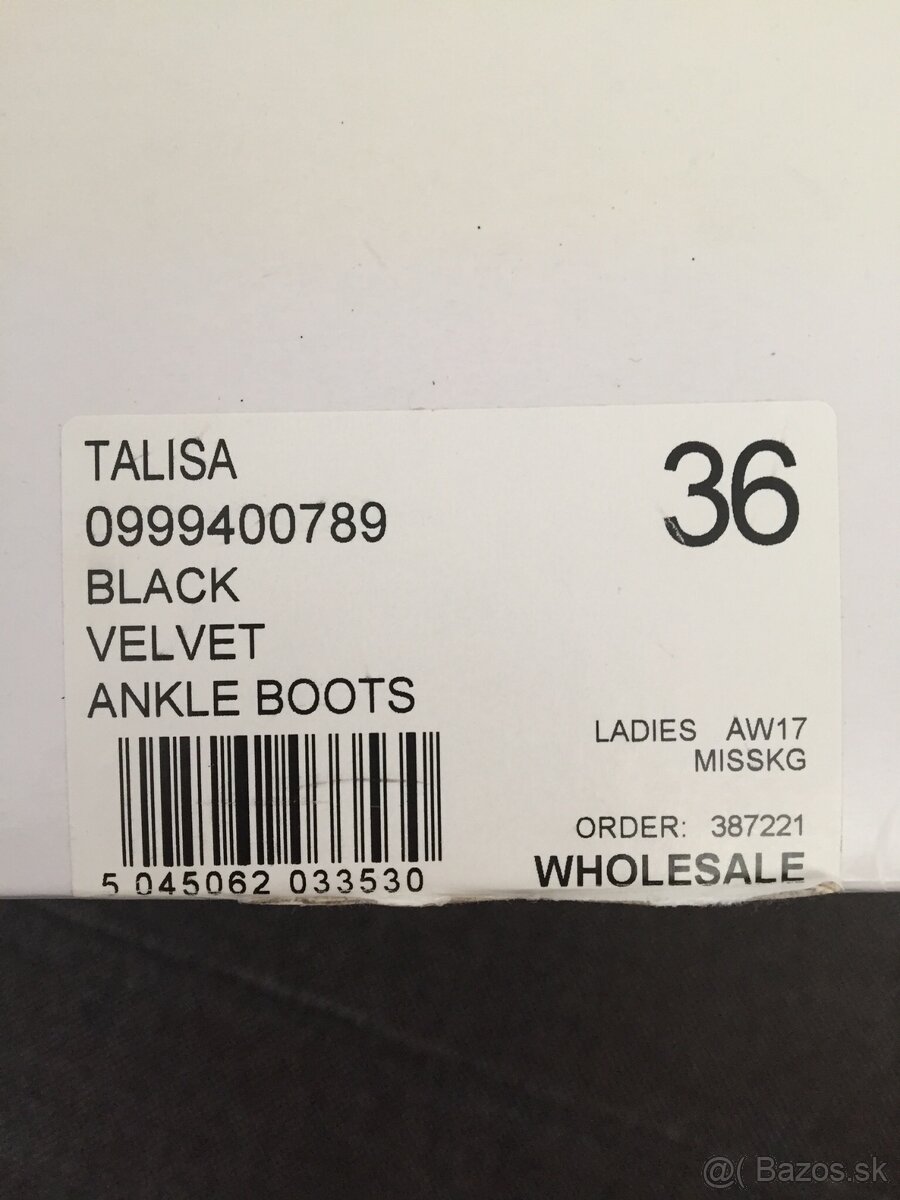 TALISA
36
0999400789
BLACK
VELVET
ANKLE BOOTS
LADIES AW17
MISSKG
ORDER: 387221
WHOLESALE
5 045062 033530
@( Bazos.sk